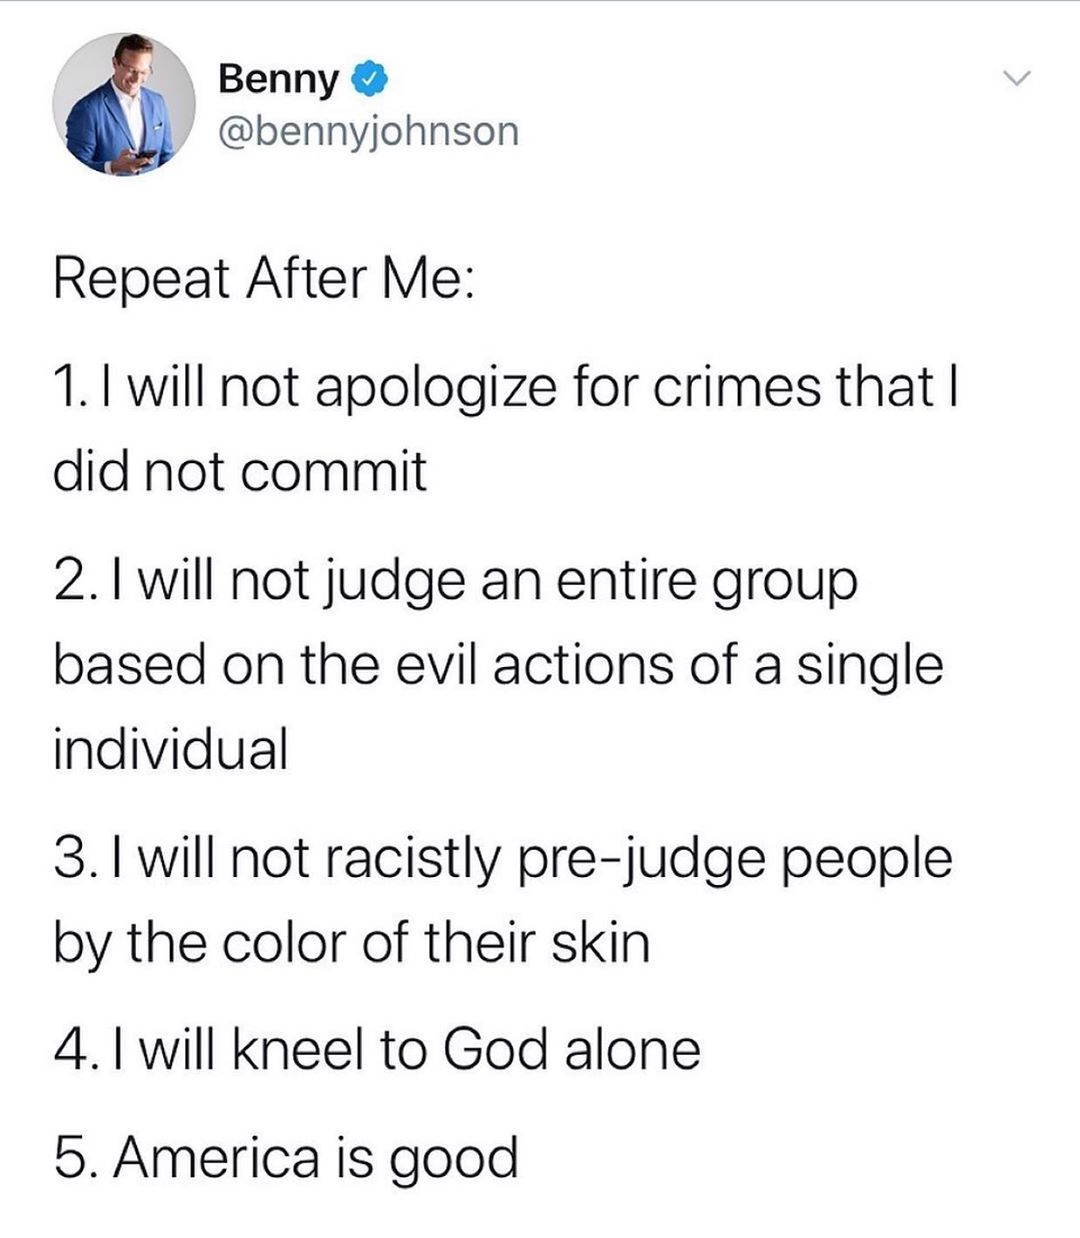 Benny
@bennyjohnson
Repeat After Me:
1. I will not apologize for crimes that I
did not commit
2. I will not judge an entire group
based on the evil actions of a single
individual
3. I will not racistly pre-judge people
by the color of their skin
4. I will kneel to God alone
5. America is good